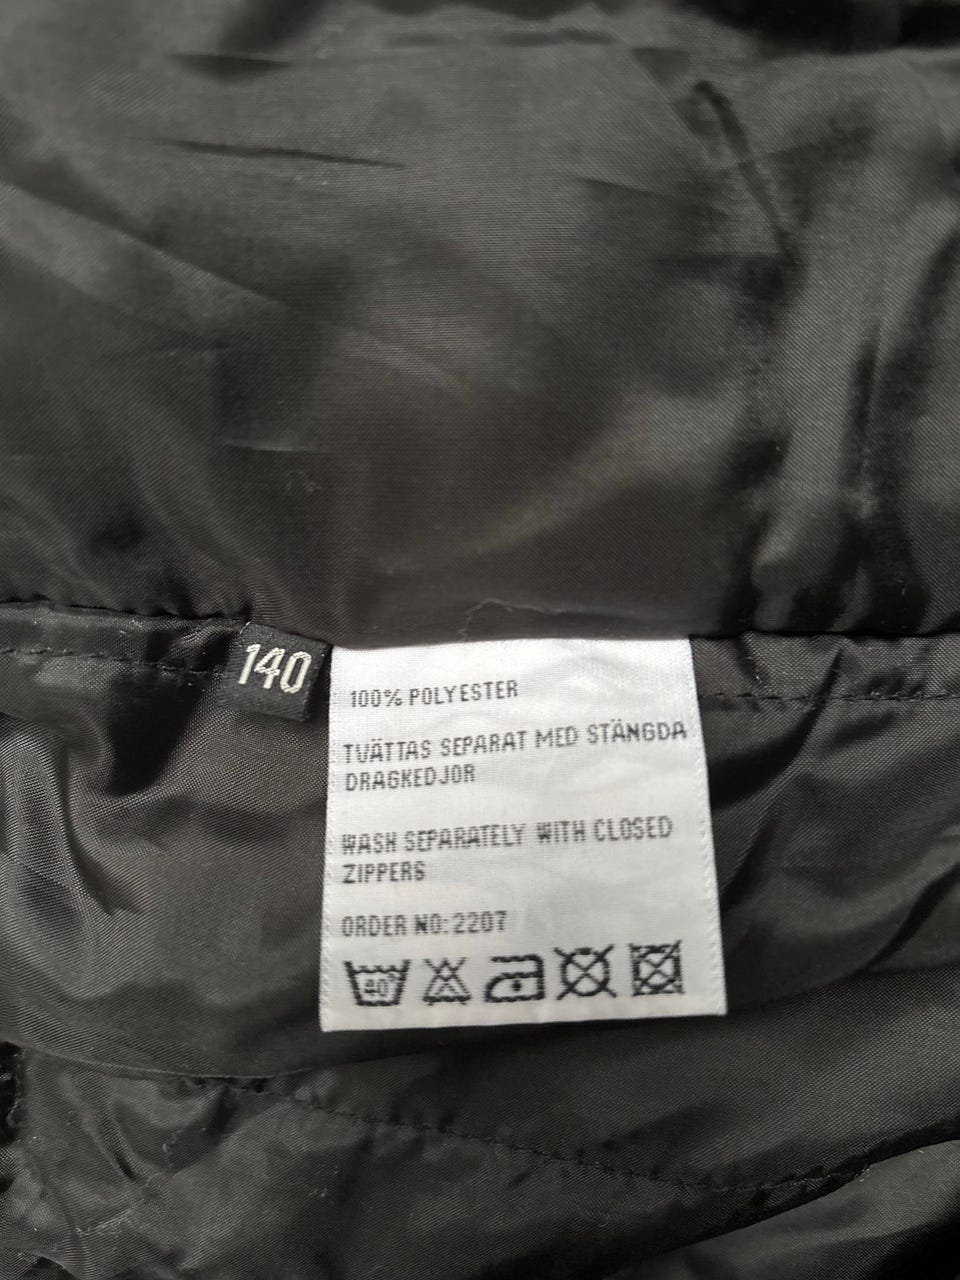 140
100% POLYESTER
TVÄTTAS SEPARAT MED STÄNGDA
DRAGKEDJOR
WASH SEPARATELY WITH CLOSED
ZIPPERS
ORDER NO: 2207
40°